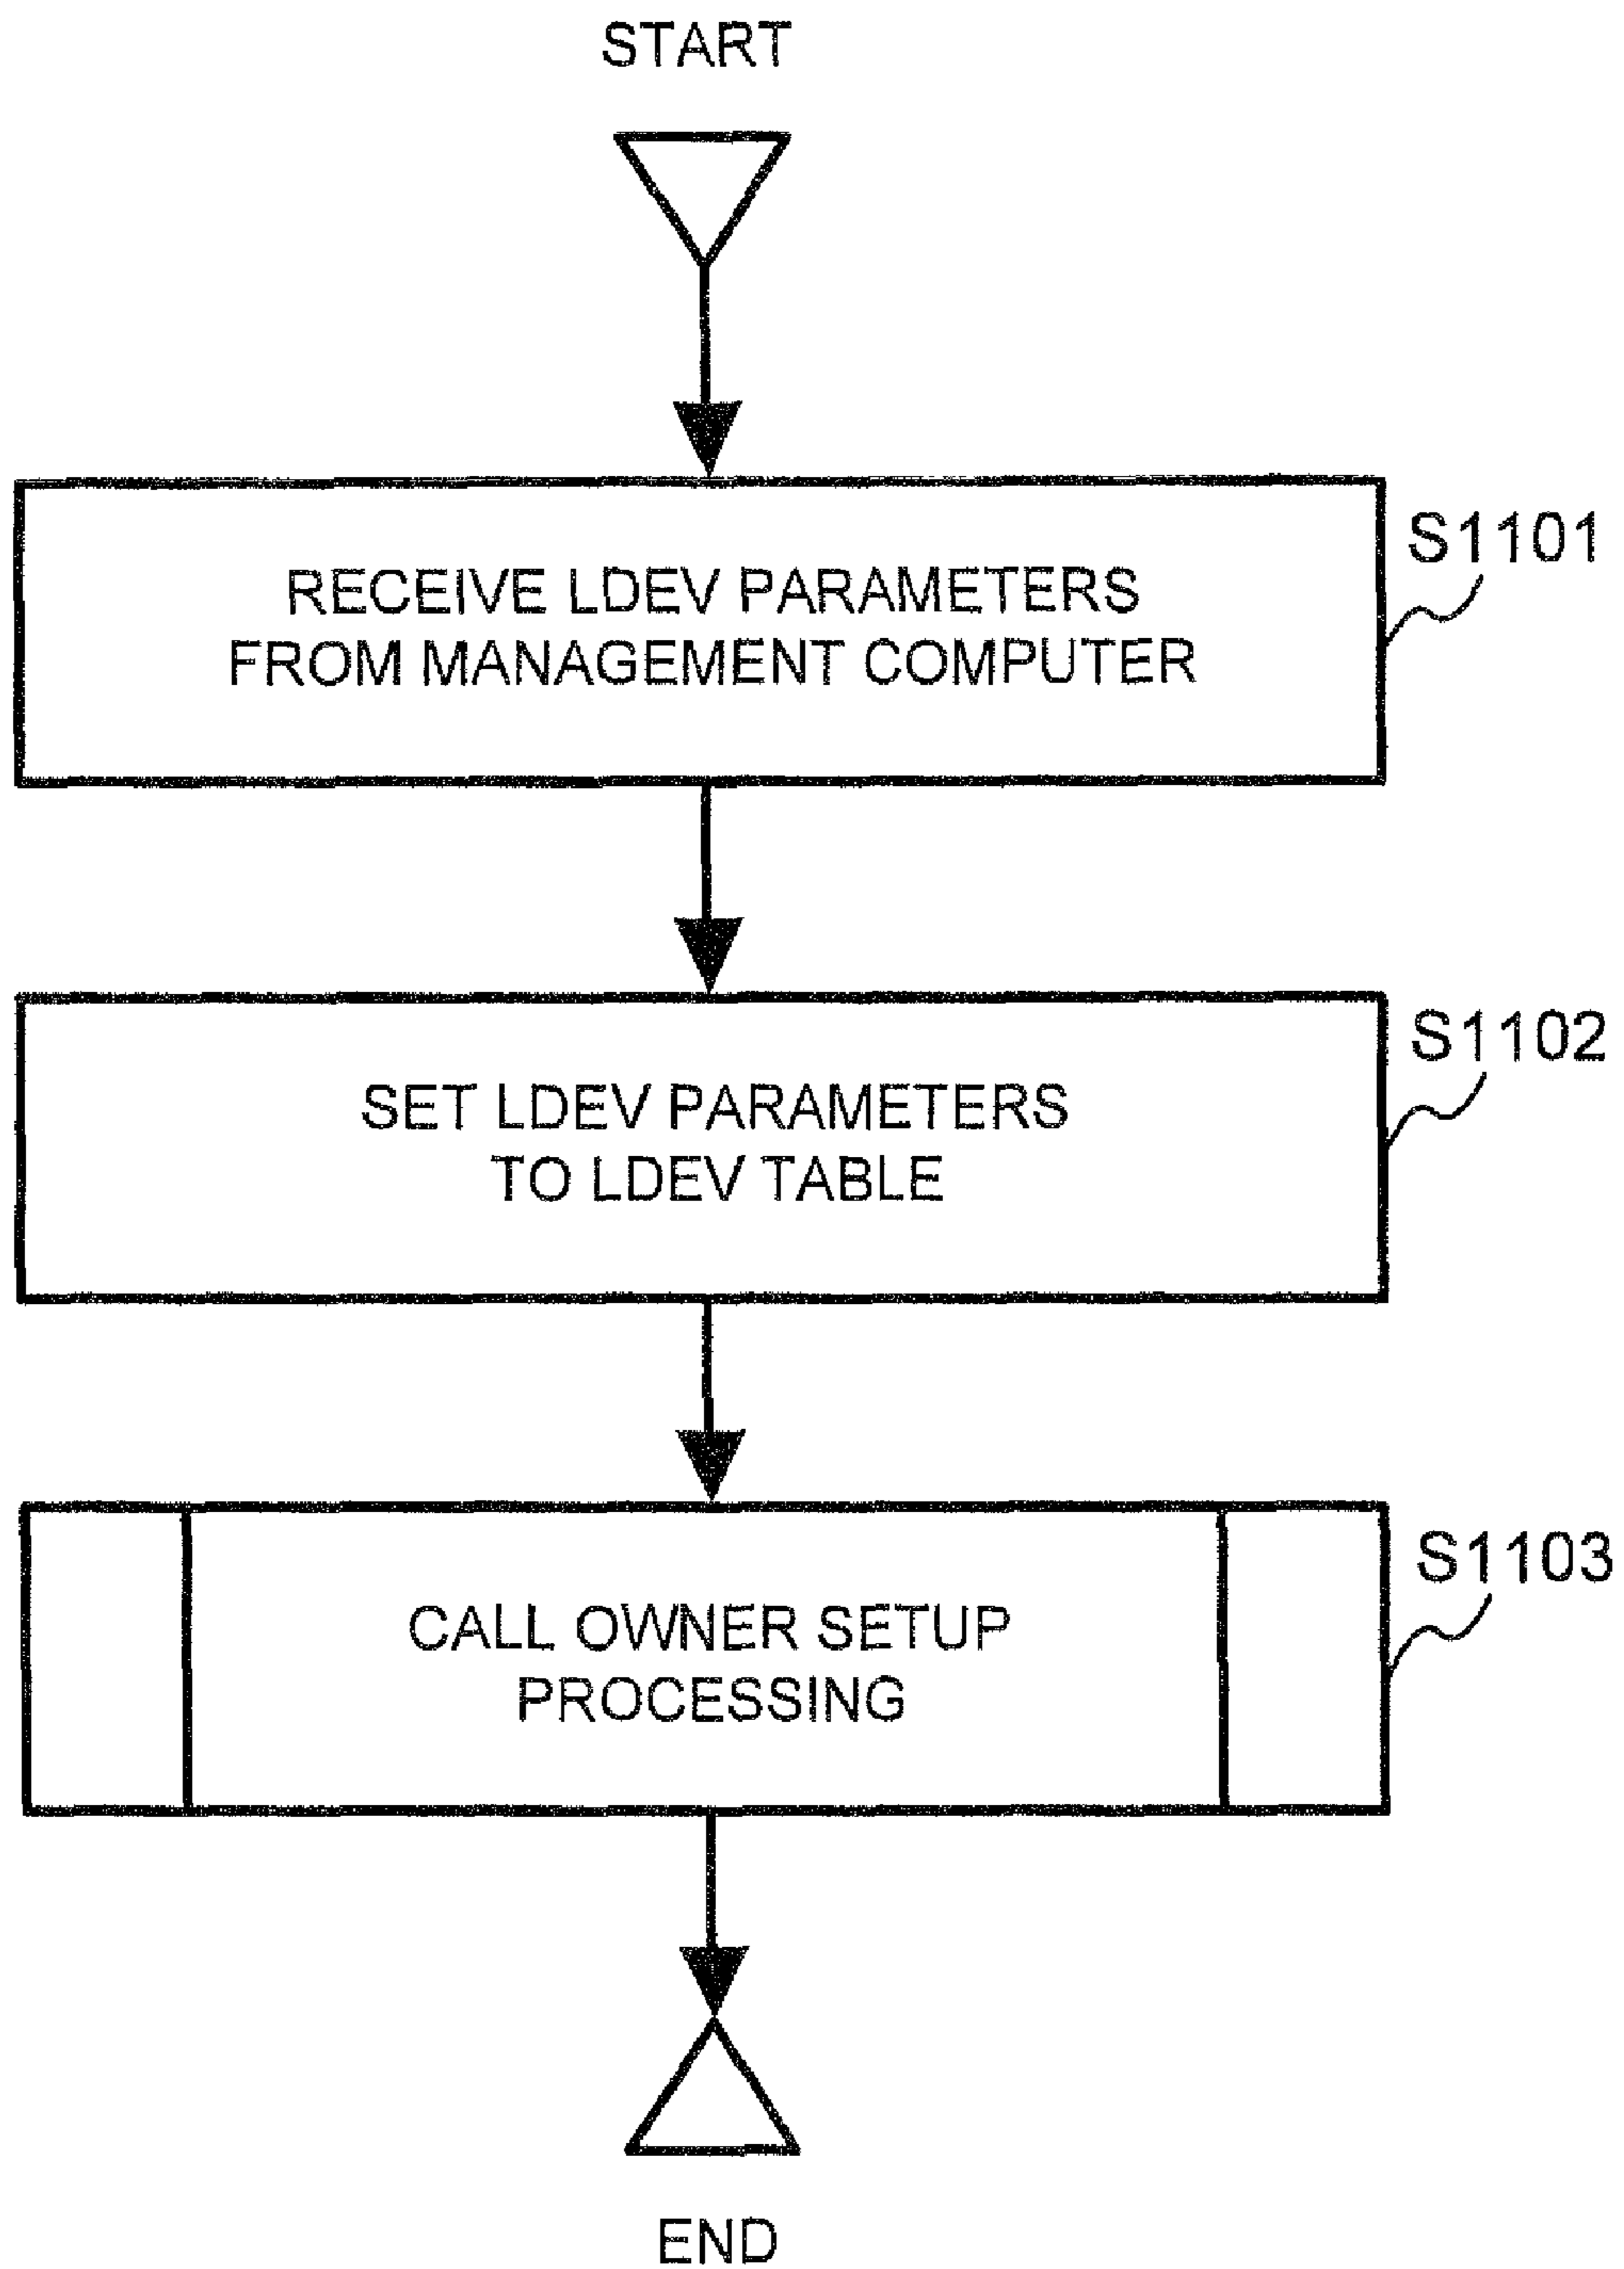 START
S1101
RECEIVE LDEV PARAMETERS
FROM MANAGEMENT COMPUTER
S1102
SET LDEV PARAMETERS
TO LDEV TABLE
S1103
CALL OWNER SETUP
PROCESSING
END